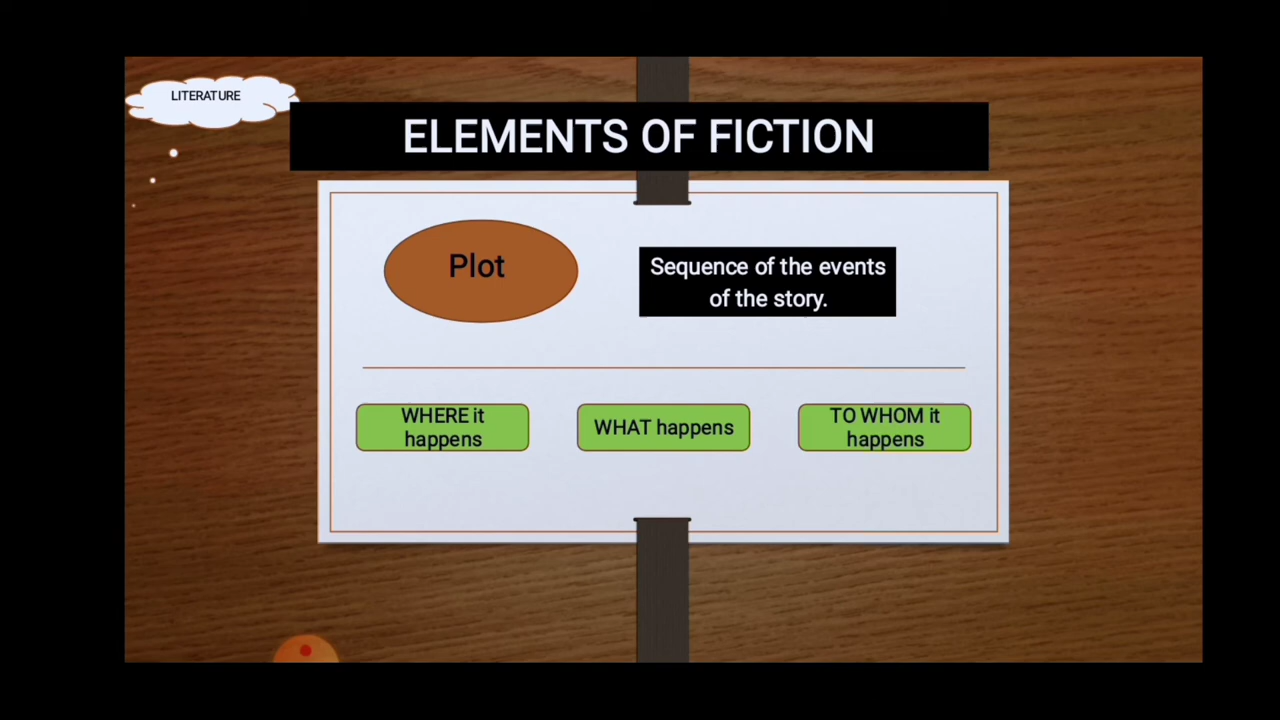 LITERATURE
ELEMENTS OF FICTION
Plot
Sequence of the events
of the story.
WHERE it
happens
WHAT happens
TO WHOM it
happens